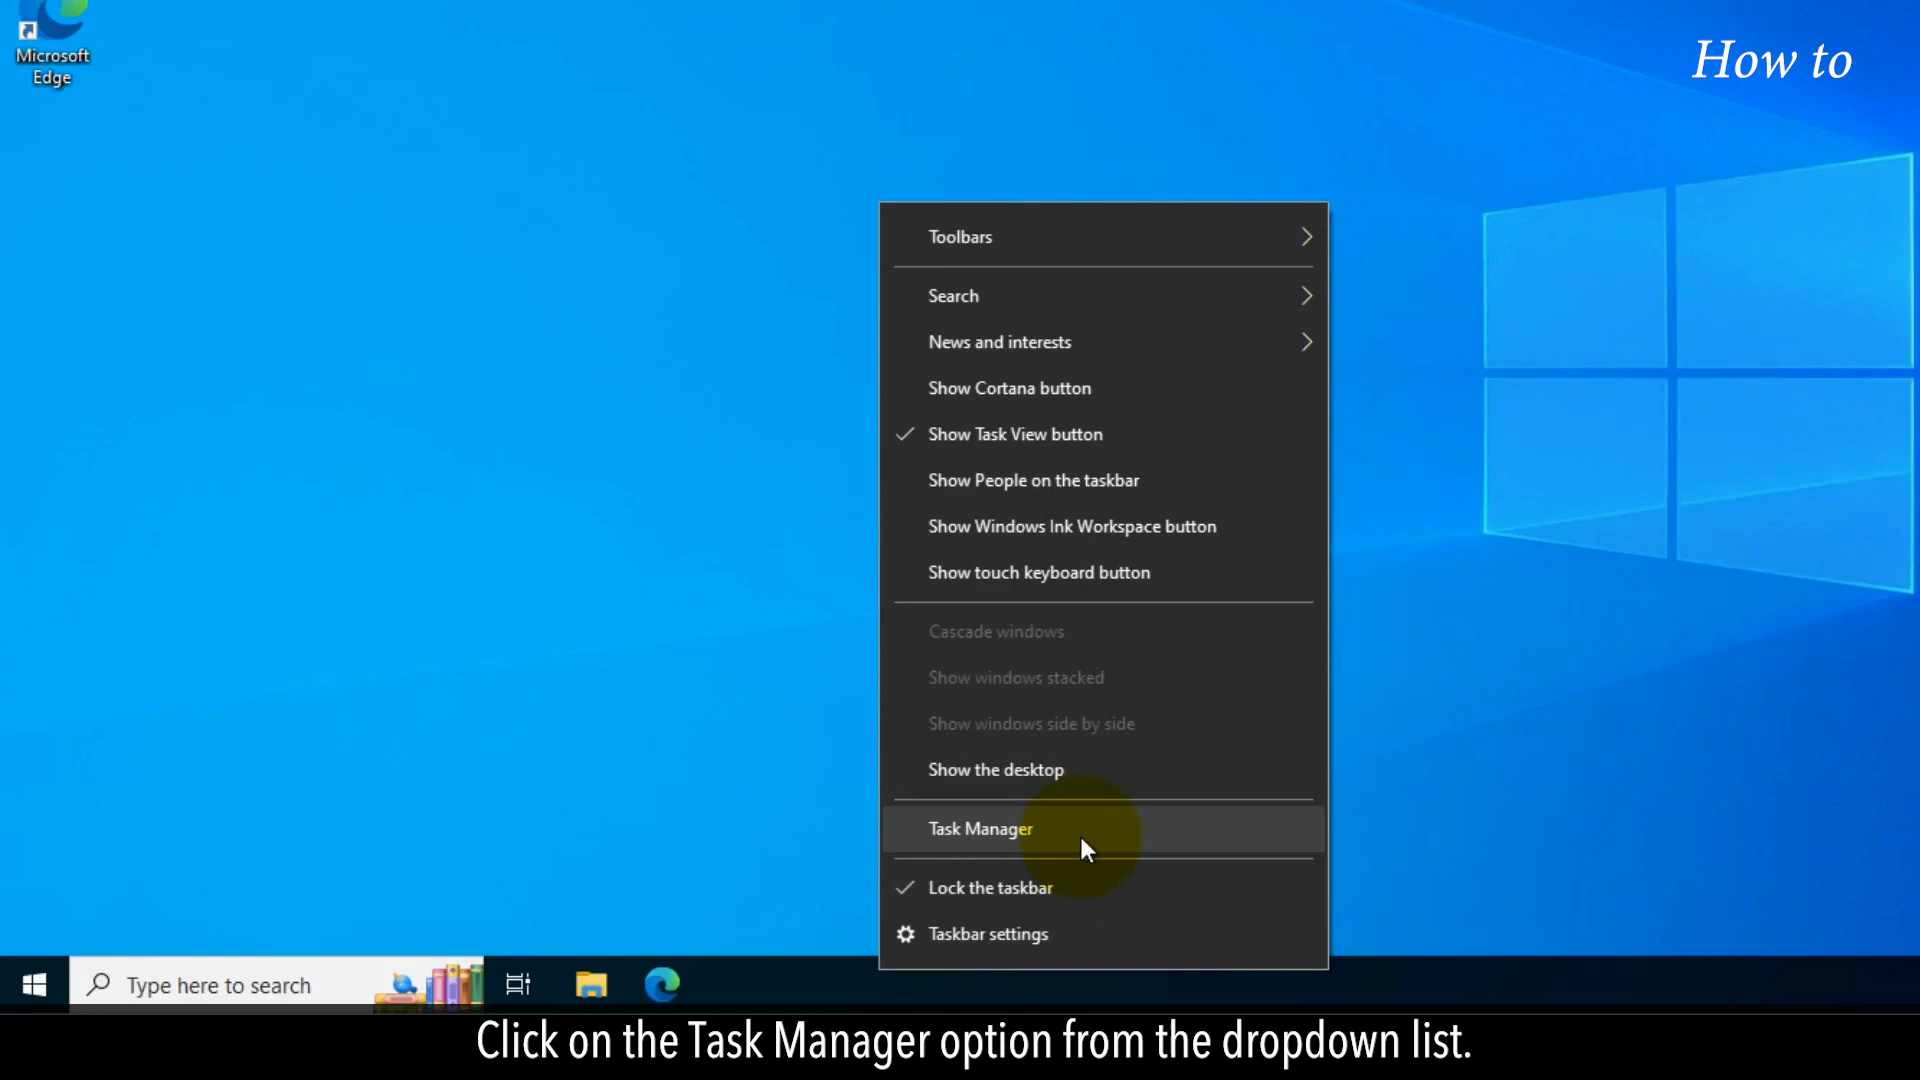 Microsoft
Edge
How to
Toolbars
Search
News and interests
Show Cortana button
Show Task View button
Show People on the taskbar
Show Windows Ink Workspace button
Show touch keyboard button
Cascade windows
Show windows stacked
Show windows side by side
Show the desktop
Task Manager
Lock the taskbar
Taskbar settings
Type here to search
Click on the Task Manager option from the dropdown list.